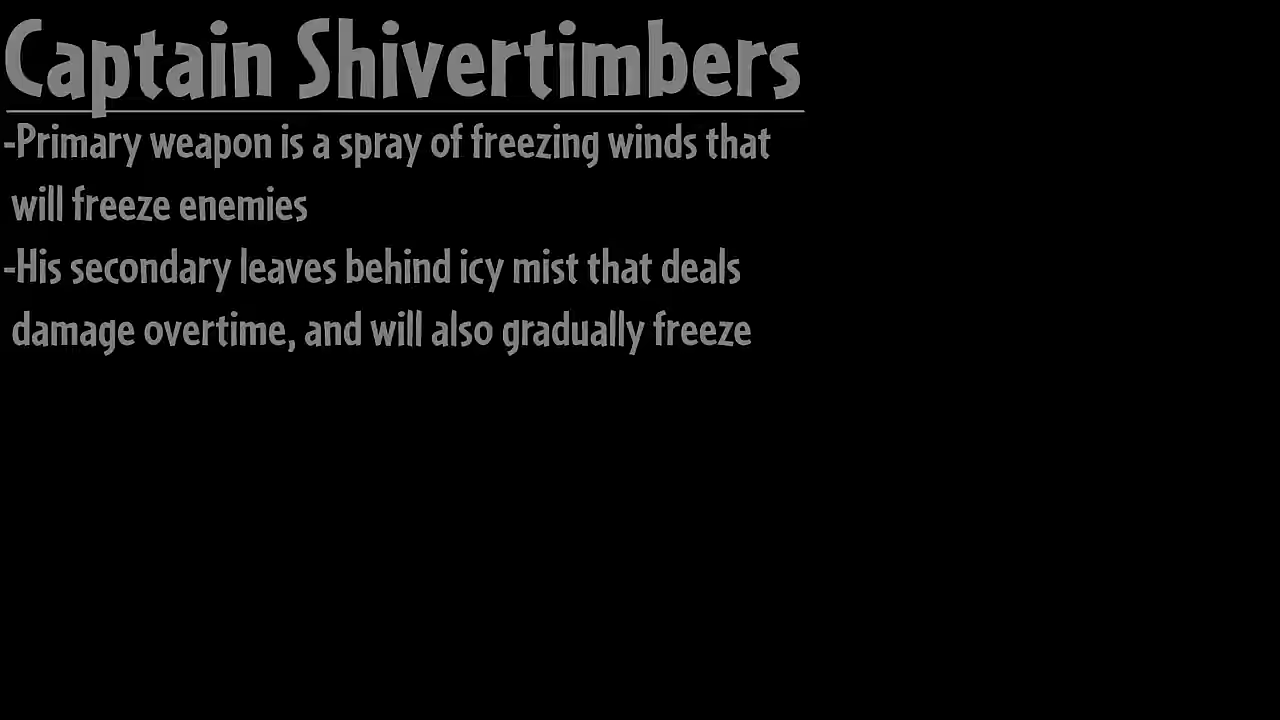 Captain Shivertimbers
-Primary weapon is a spray of freezing winds that
will freeze enemies
-His secondary leaves behind icy mist that deals
damage overtime, and will also gradually freeze